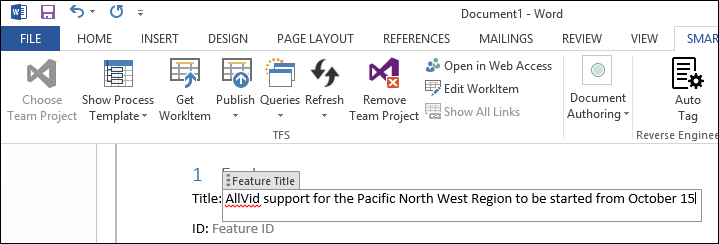 Document1 - Word
FILE HOME INSERT DESIGN PAGE LAYOUT REFERENCES MAILINGS REVIEW VIEW SMAR
Choose Team Project
Show Process Template
Get WorkItem
Publish
Queries
Refresh
Remove Team Project
Open in Web Access
Edit WorkItem
Show All Links
Document Authoring
Auto Tag
TFS
Reverse Enginee
1
Feature Title
Title: AllVid support for the Pacific North West Region to be started from October 15
ID: Feature ID